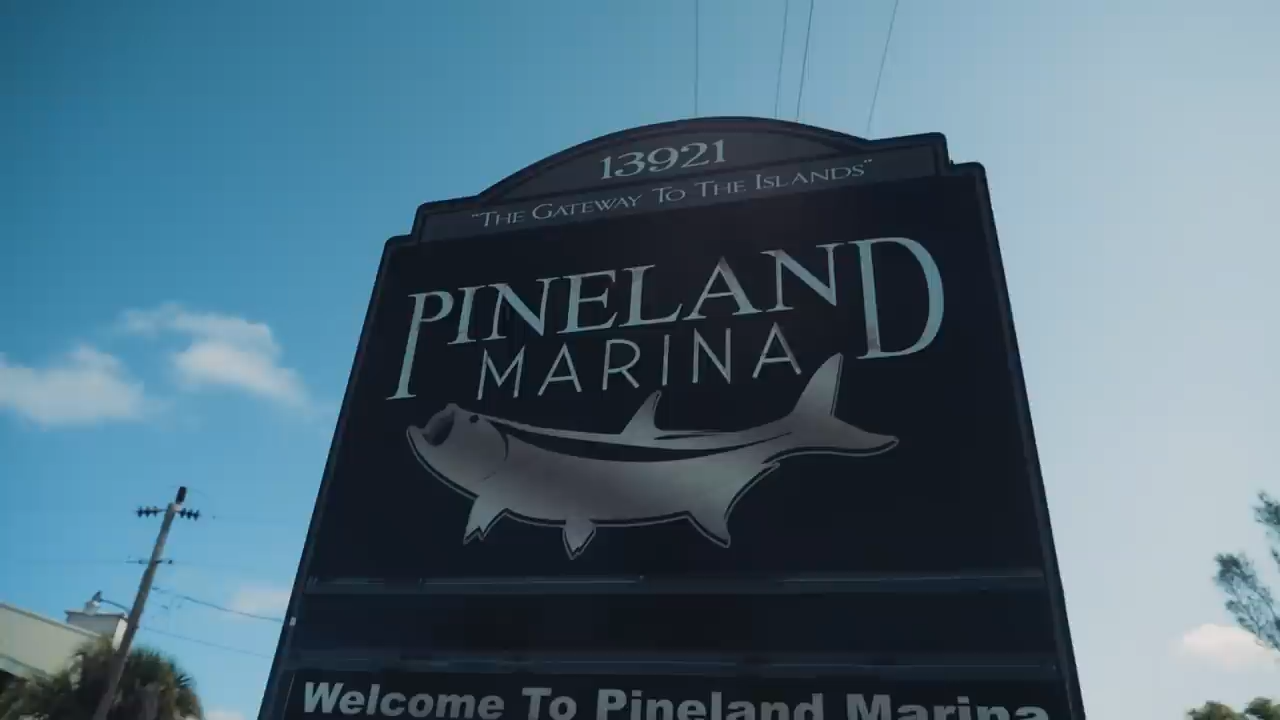 13921
"THE GATEWAY TO THE ISLANDS"
PINELAND
MARINA
Welcome To Pineland Marina